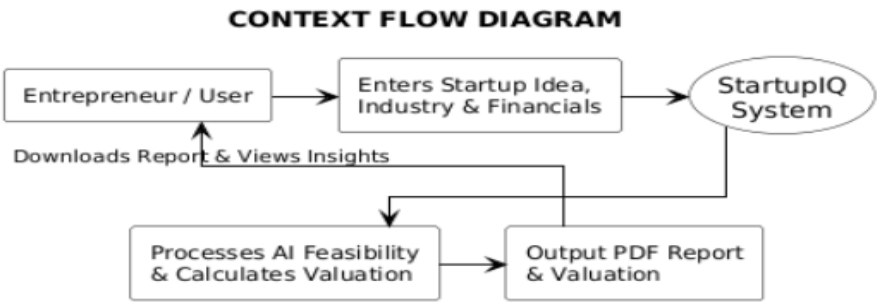 CONTEXT FLOW DIAGRAM
Entrepreneur / User
Enters Startup Idea,
Industry & Financials
StartupIQ
System
Downloads Report & Views Insights
Processes AI Feasibility
& Calculates Valuation
Output PDF Report
& Valuation